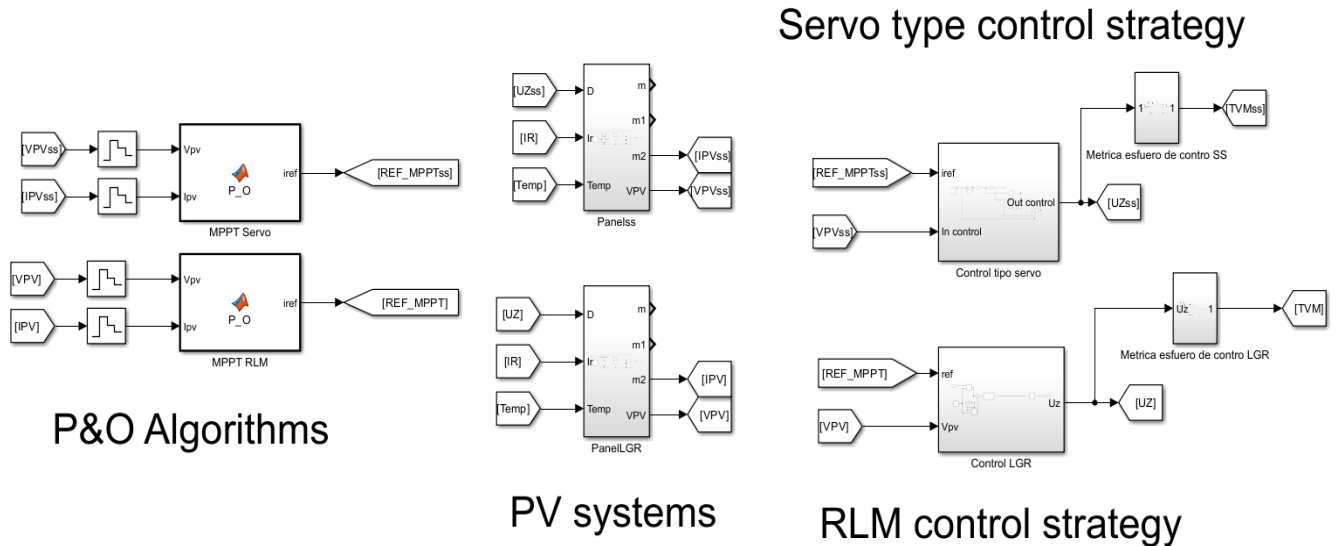 Servo type control strategy
[VPVss]
[IPVss]
Vpv
Ipv
P_O
iref
MPPT Servo
[REF_MPPTss]
[VPV]
[IPV]
Vpv
Ipv
P_O
iref
MPPT RLM
[REF_MPPT]
P&O Algorithms
[UZss]
[IR]
[Temp]
D
Ir
Temp
m
m1
m2
VPV
Panelss
[IPVss]
[VPVss]
[UZ]
[IR]
[Temp]
D
Ir
Temp
m
m1
m2
VPV
PanelLGR
[IPV]
[VPV]
PV systems
[REF_MPPTss]
[VPVss]
iref
In control
Out control
Control tipo servo
1
1
Metrica esfuero de contro SS
[TVMss]
[UZss]
[REF_MPPT]
[VPV]
ref
Vpv
Uz
Control LGR
Uz
1
Metrica esfuero de contro LGR
[TVM]
[UZ]
RLM control strategy